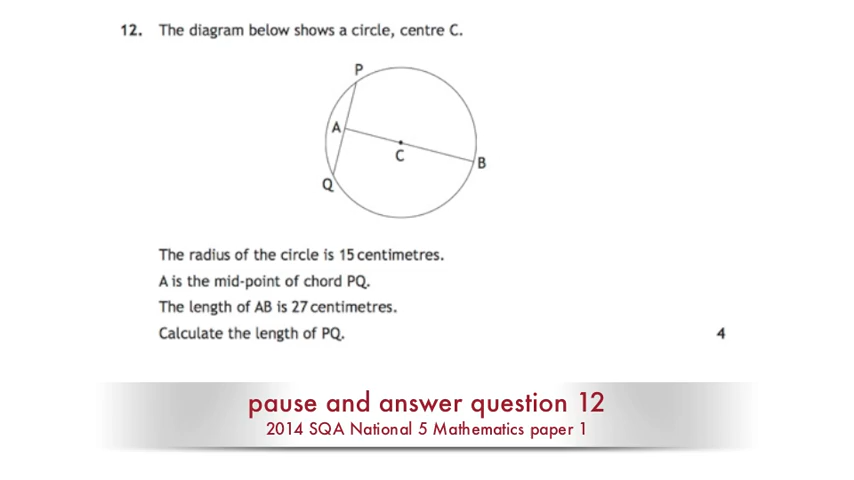 12. The diagram below shows a circle, centre C.
P
A
C
B
Q
The radius of the circle is 15 centimetres.
A is the mid-point of chord PQ.
The length of AB is 27 centimetres.
Calculate the length of PQ. 4
pause and answer question 12
2014 SQA National 5 Mathematics paper 1